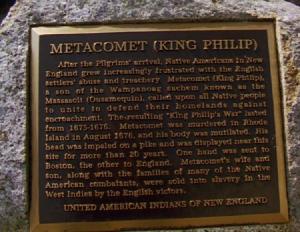 METACOMET (KING PHILIP)
After the Pilgrims' arrival, Native Americans in New
England grew increasingly frustrated with the English
settlers' abuse and treachery. Metacomet (King Philip),
a son of the Wampanoag sachem known as the
Massasoit (Ousamequin), called upon all Native people
to unite to defend their homelands against
encroachment. The resulting "King Philip's War" lasted
from 1675-1676. Metacomet was murdered in Rhode
Island in August 1676, and his body was mutilated. His
head was impaled on a pike and was displayed near this
site for more than 20 years. One hand was sent to
Boston, the other to England. Metacomet's wife and
son, along with the families of many of the Native
American combatants, were sold into slavery in the
West Indies by the English victors.
UNITED AMERICAN INDIANS OF NEW ENGLAND